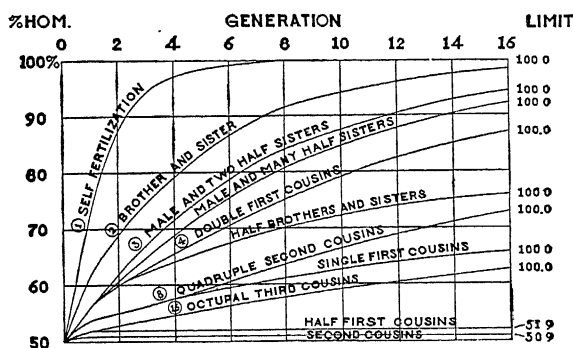 %HOM. GENERATION LIMIT
0 2 4 6 8 10 12 14 16
100%
90
80
70
60
50
① SELF FERTILIZATION
② BROTHER AND SISTER
③ MALE AND TWO HALF SISTERS
MALE AND MANY HALF SISTERS
④ DOUBLE FIRST COUSINS
HALF BROTHERS AND SISTERS
⑧ QUADRUPLE SECOND COUSINS
SINGLE FIRST COUSINS
⑯ OCTUPAL THIRD COUSINS
HALF FIRST COUSINS
SECOND COUSINS
100 0
100.0
100.0
100.0
100 0
100.0
100 0
100.0
51 9
50 9